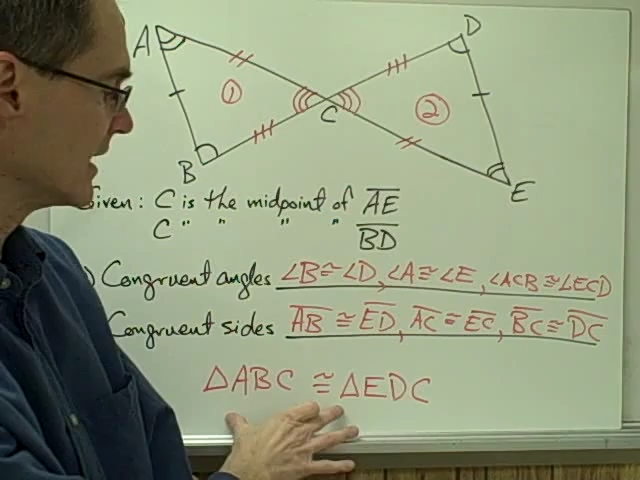 A
D
①
②
C
B
E
Given: C is the midpoint of AE
C " " " " BD
) Congruent angles ∠B≅∠D, ∠A≅∠E, ∠ACB≅∠ECD
Congruent sides AB≅ED, AC≅EC, BC≅DC
△ABC ≅ △EDC